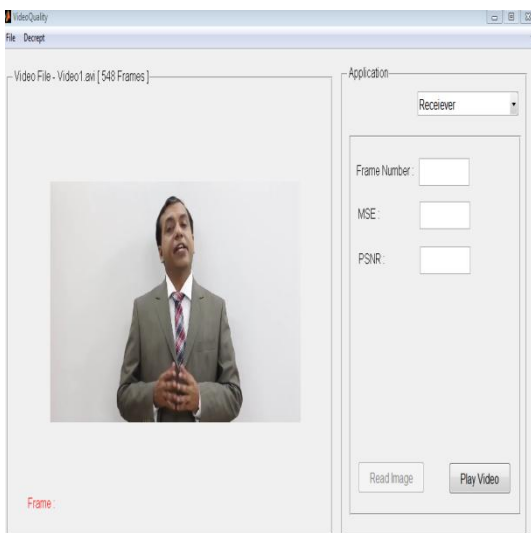 VideoQuality
File Decrept
Video File - Video1.avi [ 548 Frames ]
Application
Receiever
Frame Number :
MSE :
PSNR :
Read Image
Play Video
Frame :